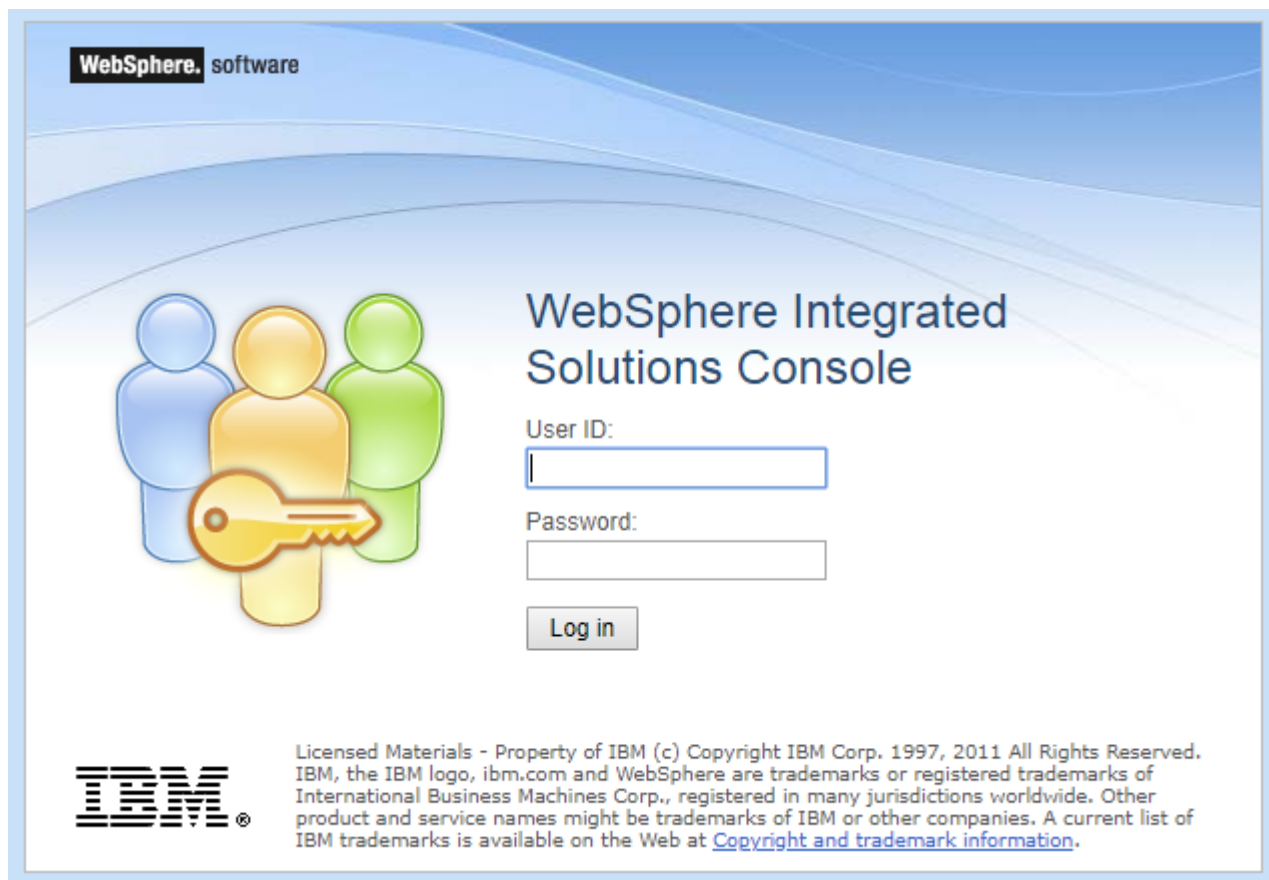 WebSphere. software
WebSphere Integrated
Solutions Console
User ID:
Password:
Log in
IBM®
Licensed Materials - Property of IBM (c) Copyright IBM Corp. 1997, 2011 All Rights Reserved.
IBM, the IBM logo, ibm.com and WebSphere are trademarks or registered trademarks of
International Business Machines Corp., registered in many jurisdictions worldwide. Other
product and service names might be trademarks of IBM or other companies. A current list of
IBM trademarks is available on the Web at Copyright and trademark information.